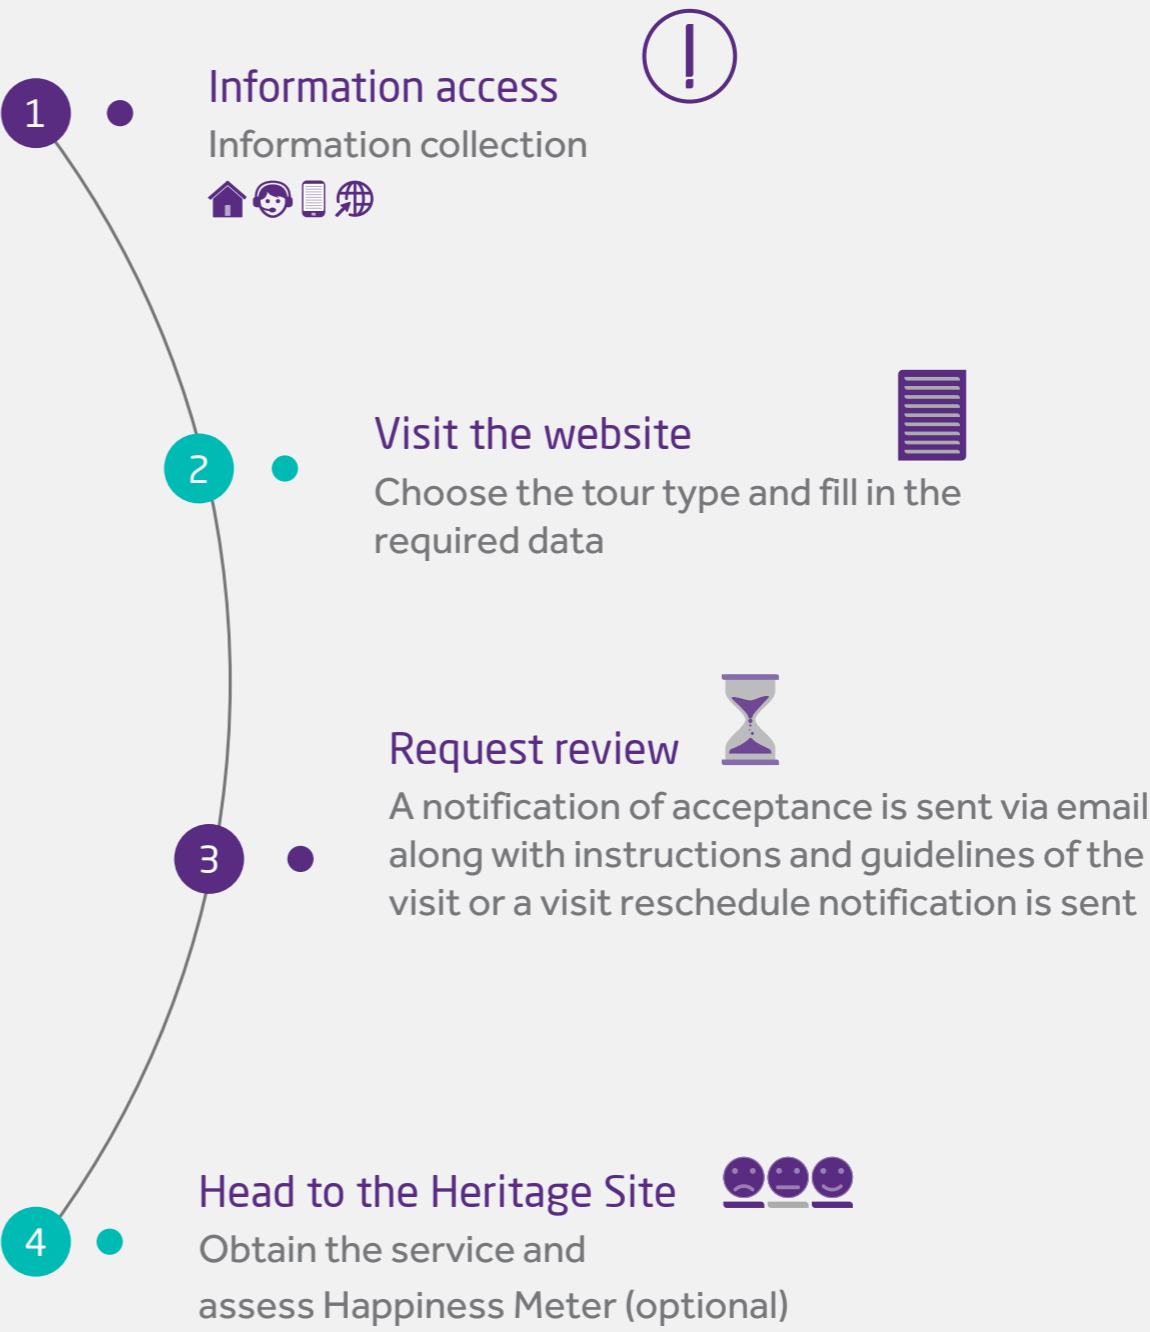 1
Information access
Information collection
2
Visit the website
Choose the tour type and fill in the
required data
3
Request review
A notification of acceptance is sent via email
along with instructions and guidelines of the
visit or a visit reschedule notification is sent
4
Head to the Heritage Site
Obtain the service and
assess Happiness Meter (optional)